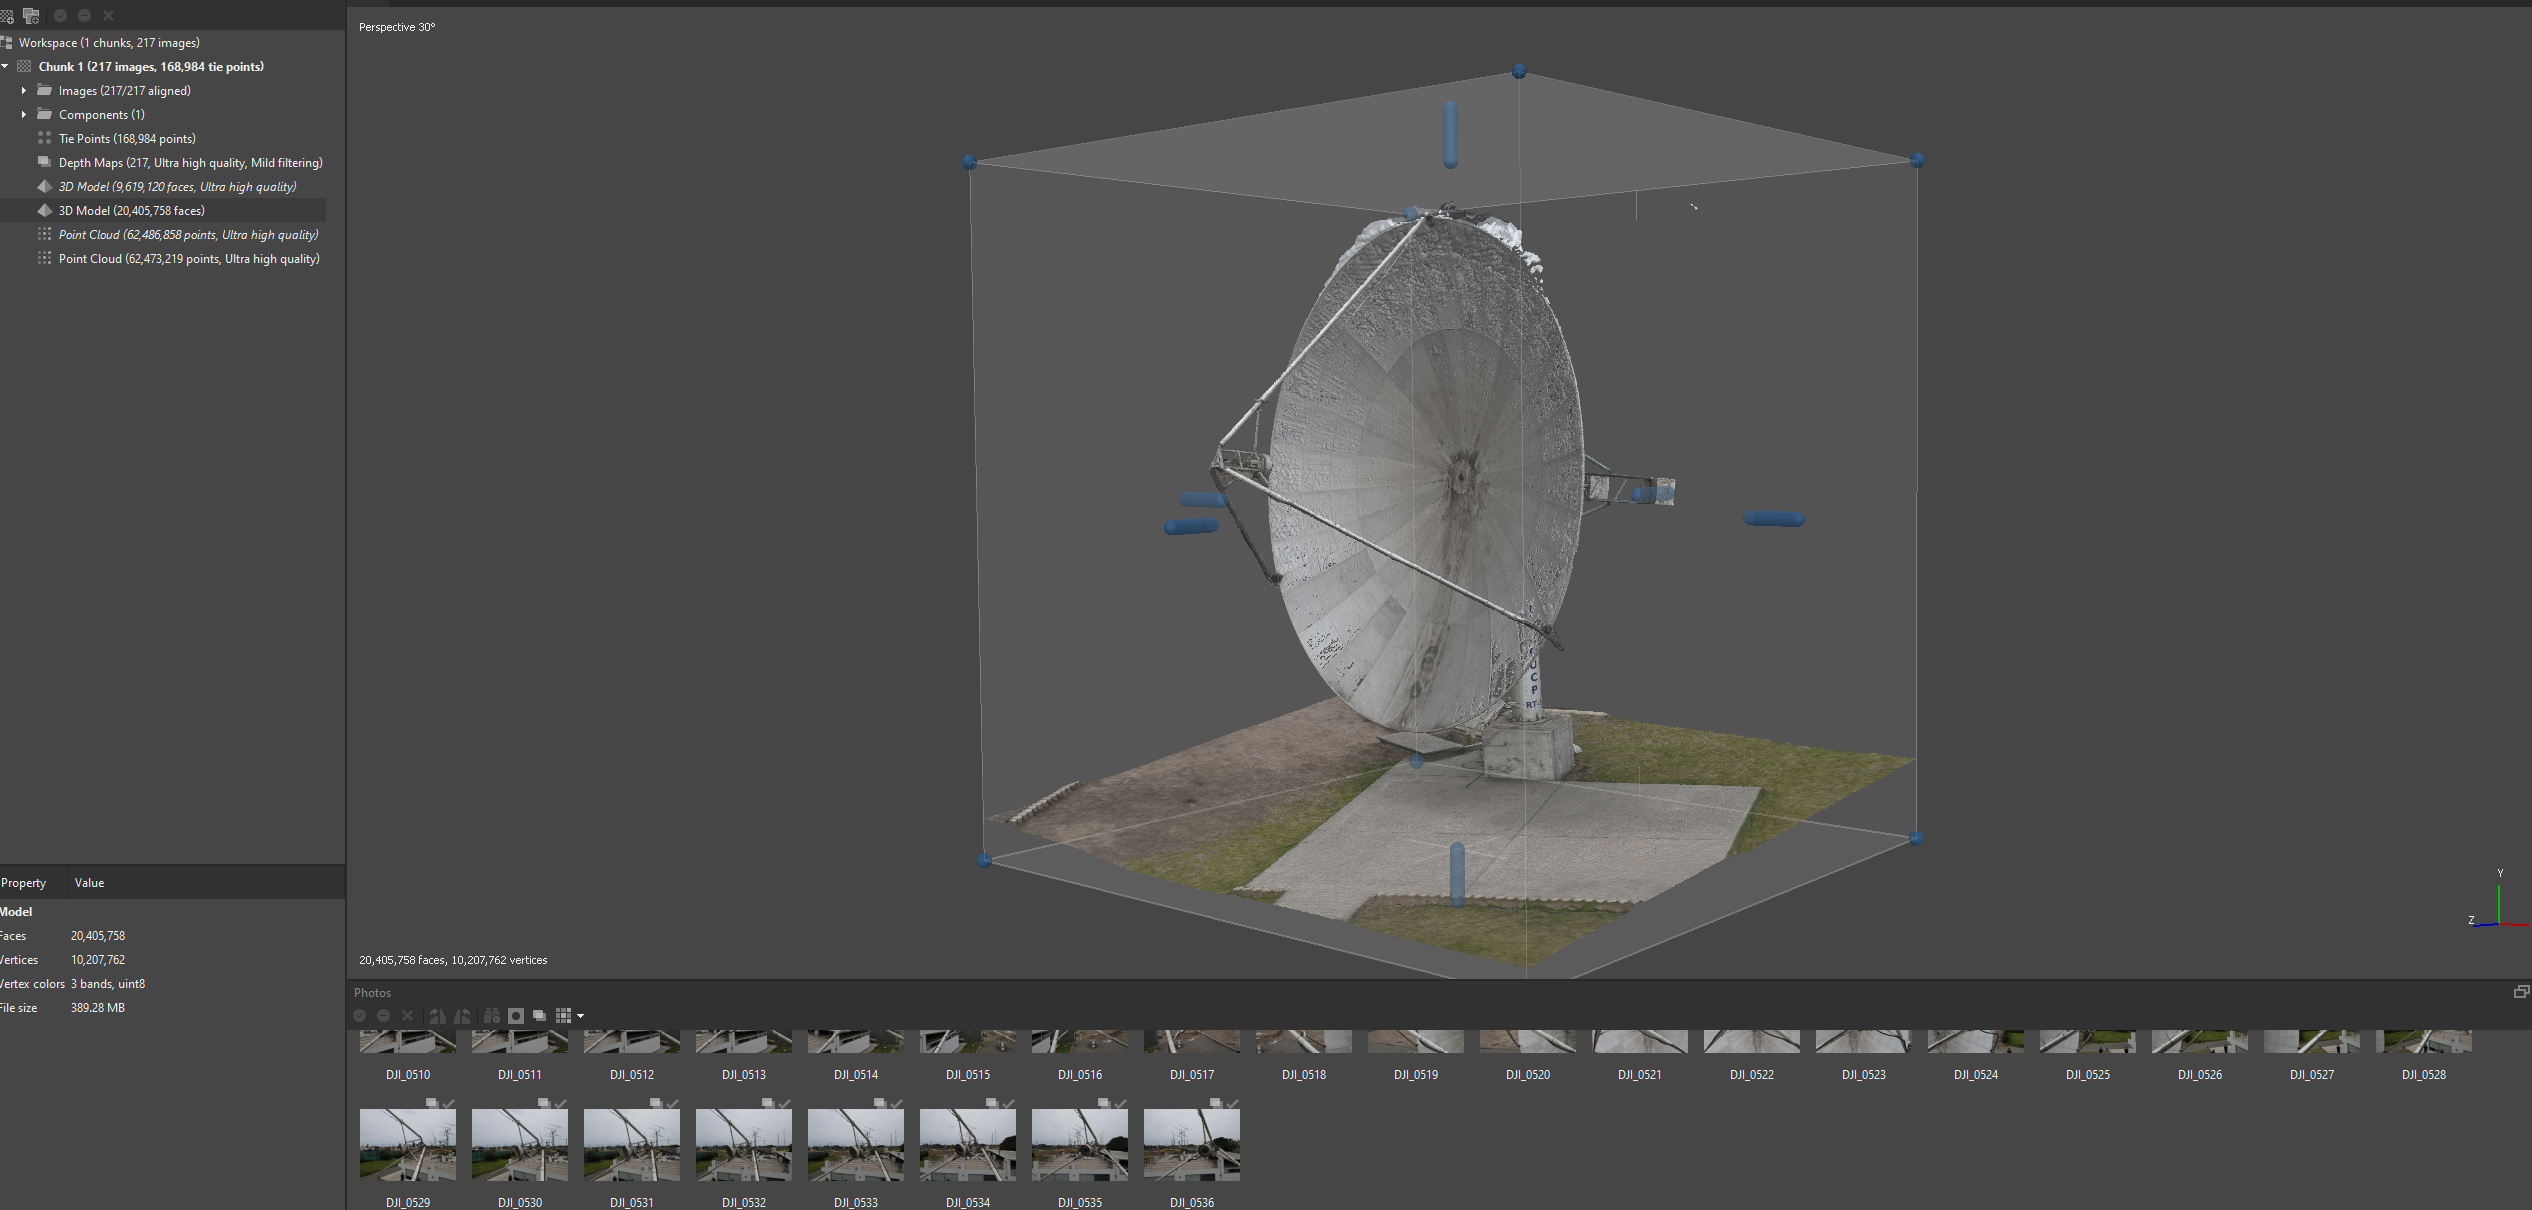 Workspace (1 chunks, 217 images)
Chunk 1 (217 images, 168,984 tie points)
Images (217/217 aligned)
Components (1)
Tie Points (168,984 points)
Depth Maps (217, Ultra high quality, Mild filtering)
3D Model (9,619,120 faces, Ultra high quality)
3D Model (20,405,758 faces)
Point Cloud (62,486,858 points, Ultra high quality)
Point Cloud (62,473,219 points, Ultra high quality)
Property Value
Model
Faces 20,405,758
Vertices 10,207,762
Vertex colors 3 bands, uint8
File size 389.28 MB
Perspective 30°
U
C
P
RT
Y
Z
20,405,758 faces, 10,207,762 vertices
Photos
DJI_0510 DJI_0511 DJI_0512 DJI_0513 DJI_0514 DJI_0515 DJI_0516 DJI_0517 DJI_0518 DJI_0519 DJI_0520 DJI_0521 DJI_0522 DJI_0523 DJI_0524 DJI_0525 DJI_0526 DJI_0527 DJI_0528
DJI_0529 DJI_0530 DJI_0531 DJI_0532 DJI_0533 DJI_0534 DJI_0535 DJI_0536